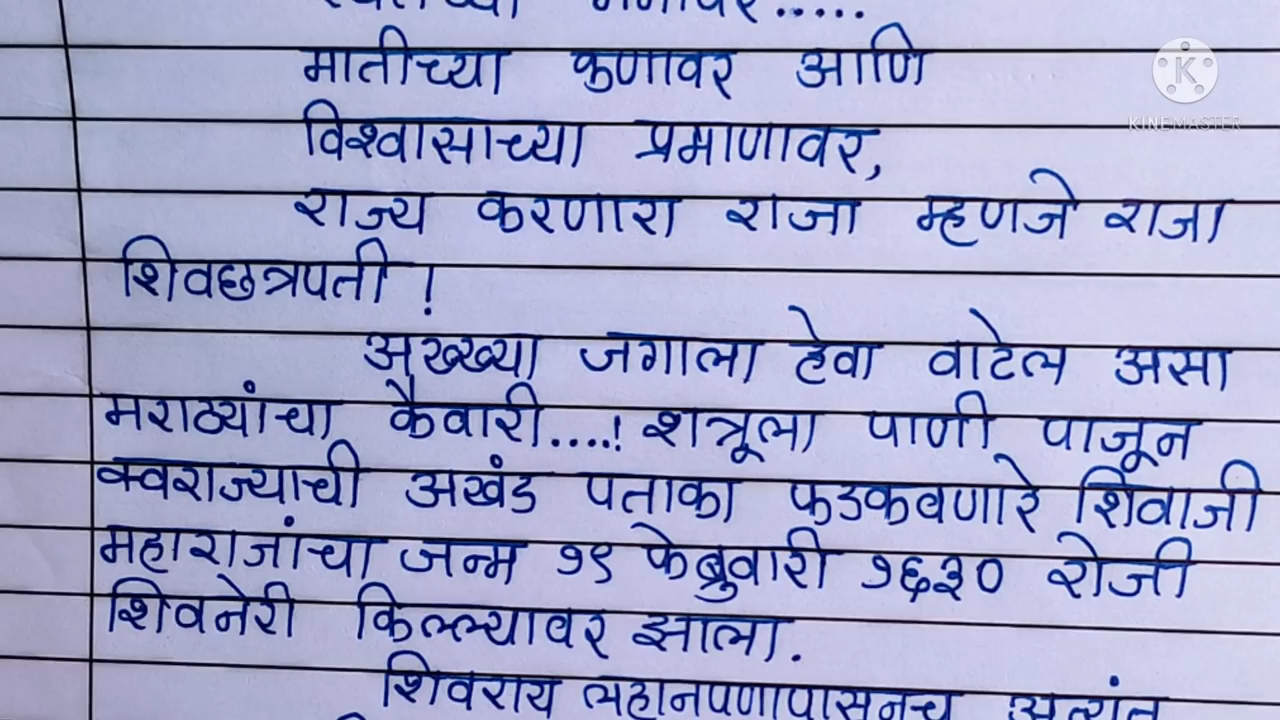 मातीच्या कणावर आणि
विश्वासाच्या प्रमाणावर,
राज्य करणारा राजा म्हणजे राजा
शिवछत्रपती !
अख्ख्या जगाला हेवा वाटेल असा
मराठ्यांचा कैवारी....! शत्रूला पाणी पाजून
स्वराज्याची अखंड पताका फडकवणारे शिवाजी
महाराजांचा जन्म १९ फेब्रुवारी १६३० रोजी
शिवनेरी किल्ल्यावर झाला.
शिवराय लहानपणापासूनच अत्यंत
KINEMASTER